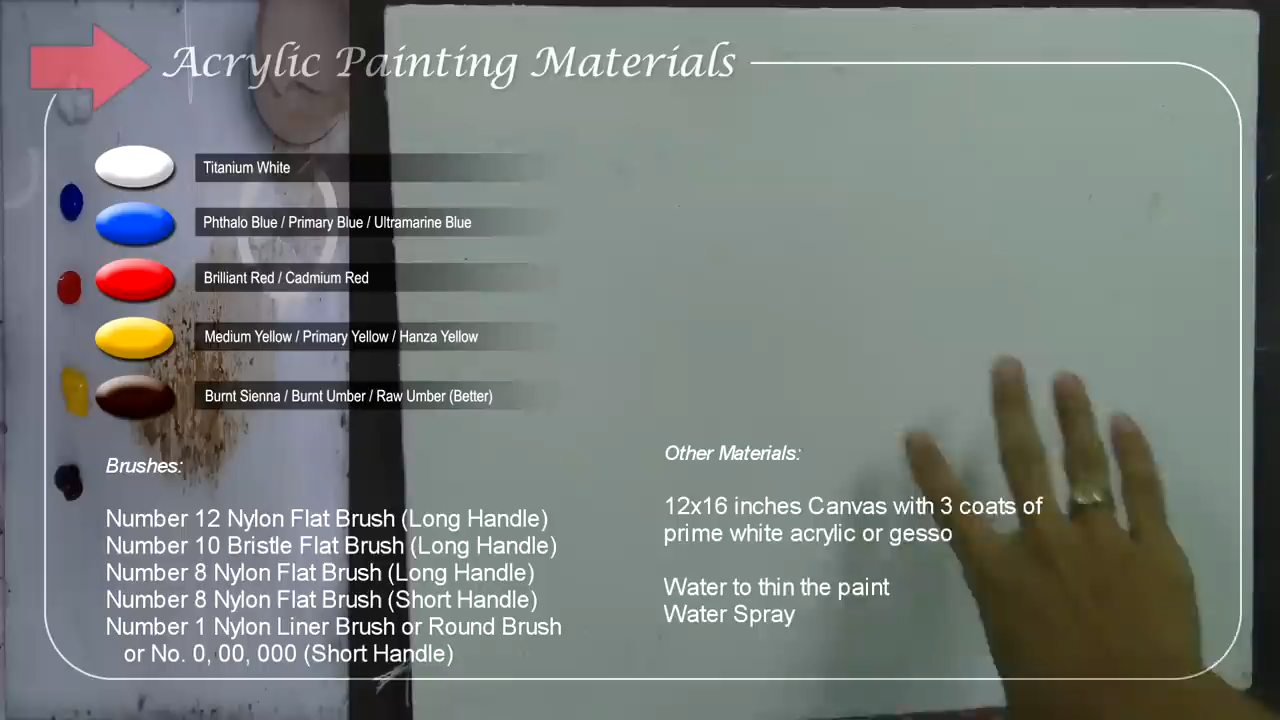 Acrylic Painting Materials
Titanium White
Phthalo Blue / Primary Blue / Ultramarine Blue
Brilliant Red / Cadmium Red
Medium Yellow / Primary Yellow / Hanza Yellow
Burnt Sienna / Burnt Umber / Raw Umber (Better)
Brushes:
Number 12 Nylon Flat Brush (Long Handle)
Number 10 Bristle Flat Brush (Long Handle)
Number 8 Nylon Flat Brush (Long Handle)
Number 8 Nylon Flat Brush (Short Handle)
Number 1 Nylon Liner Brush or Round Brush
or No. 0, 00, 000 (Short Handle)
Other Materials:
12x16 inches Canvas with 3 coats of
prime white acrylic or gesso
Water to thin the paint
Water Spray